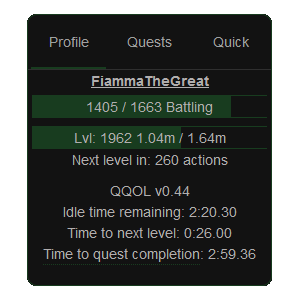 Profile Quests Quick
FiammaTheGreat
1405 / 1663 Battling
Lvl: 1962 1.04m / 1.64m
Next level in: 260 actions
QQOL v0.44
Idle time remaining: 2:20.30
Time to next level: 0:26.00
Time to quest completion: 2:59.36